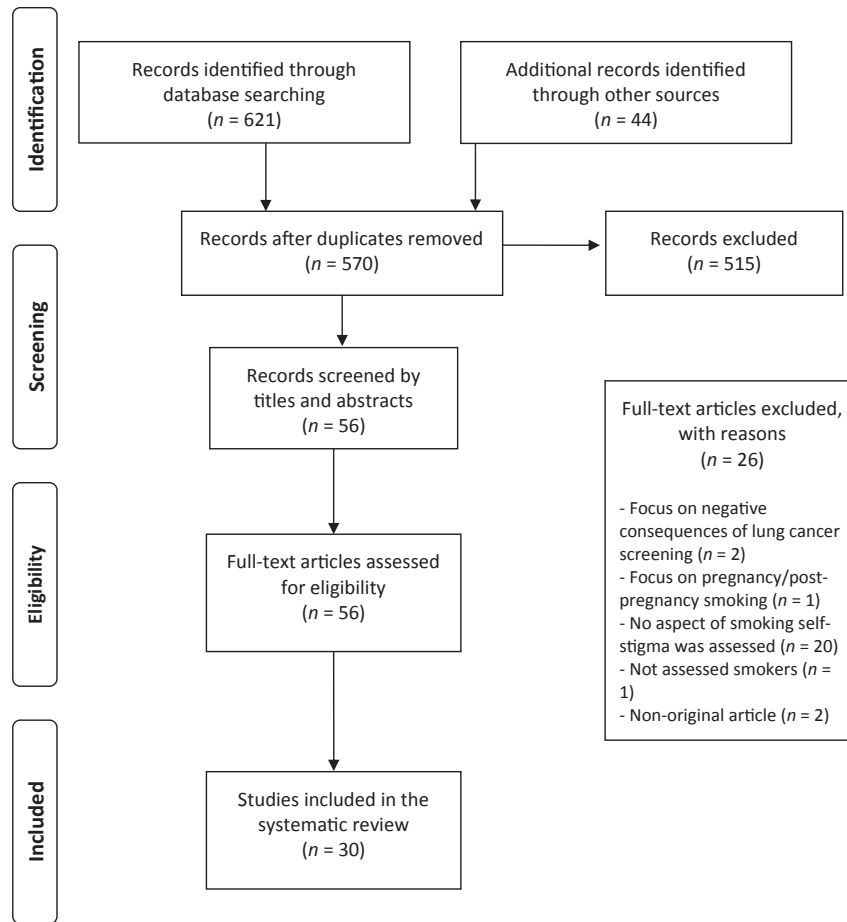 Identification
Records identified through
database searching
(n = 621)
Additional records identified
through other sources
(n = 44)
Records after duplicates removed
(n = 570)
Records excluded
(n = 515)
Screening
Records screened by
titles and abstracts
(n = 56)
Full-text articles excluded,
with reasons
(n = 26)
- Focus on negative
consequences of lung cancer
screening (n = 2)
- Focus on pregnancy/post-
pregnancy smoking (n = 1)
- No aspect of smoking self-
stigma was assessed (n = 20)
- Not assessed smokers (n =
1)
- Non-original article (n = 2)
Eligibility
Full-text articles assessed
for eligibility
(n = 56)
Included
Studies included in the
systematic review
(n = 30)